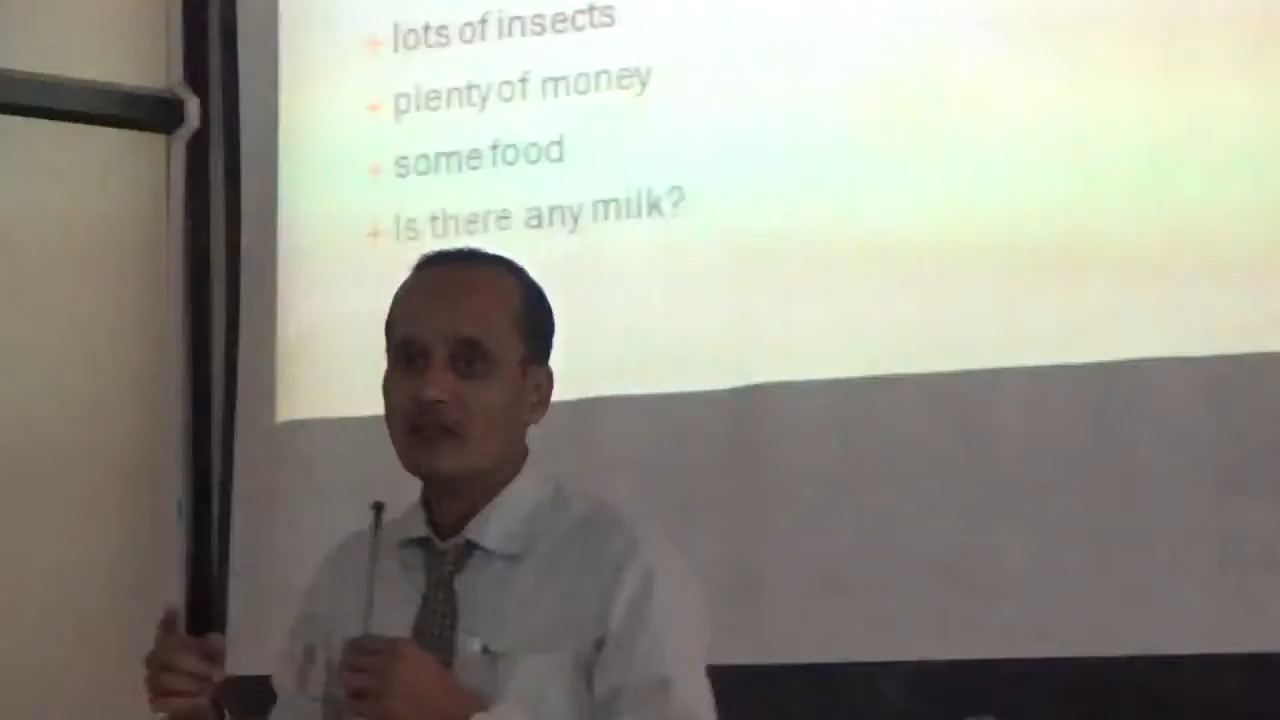 + lots of insects
+ plenty of money
+ some food
+ Is there any milk?